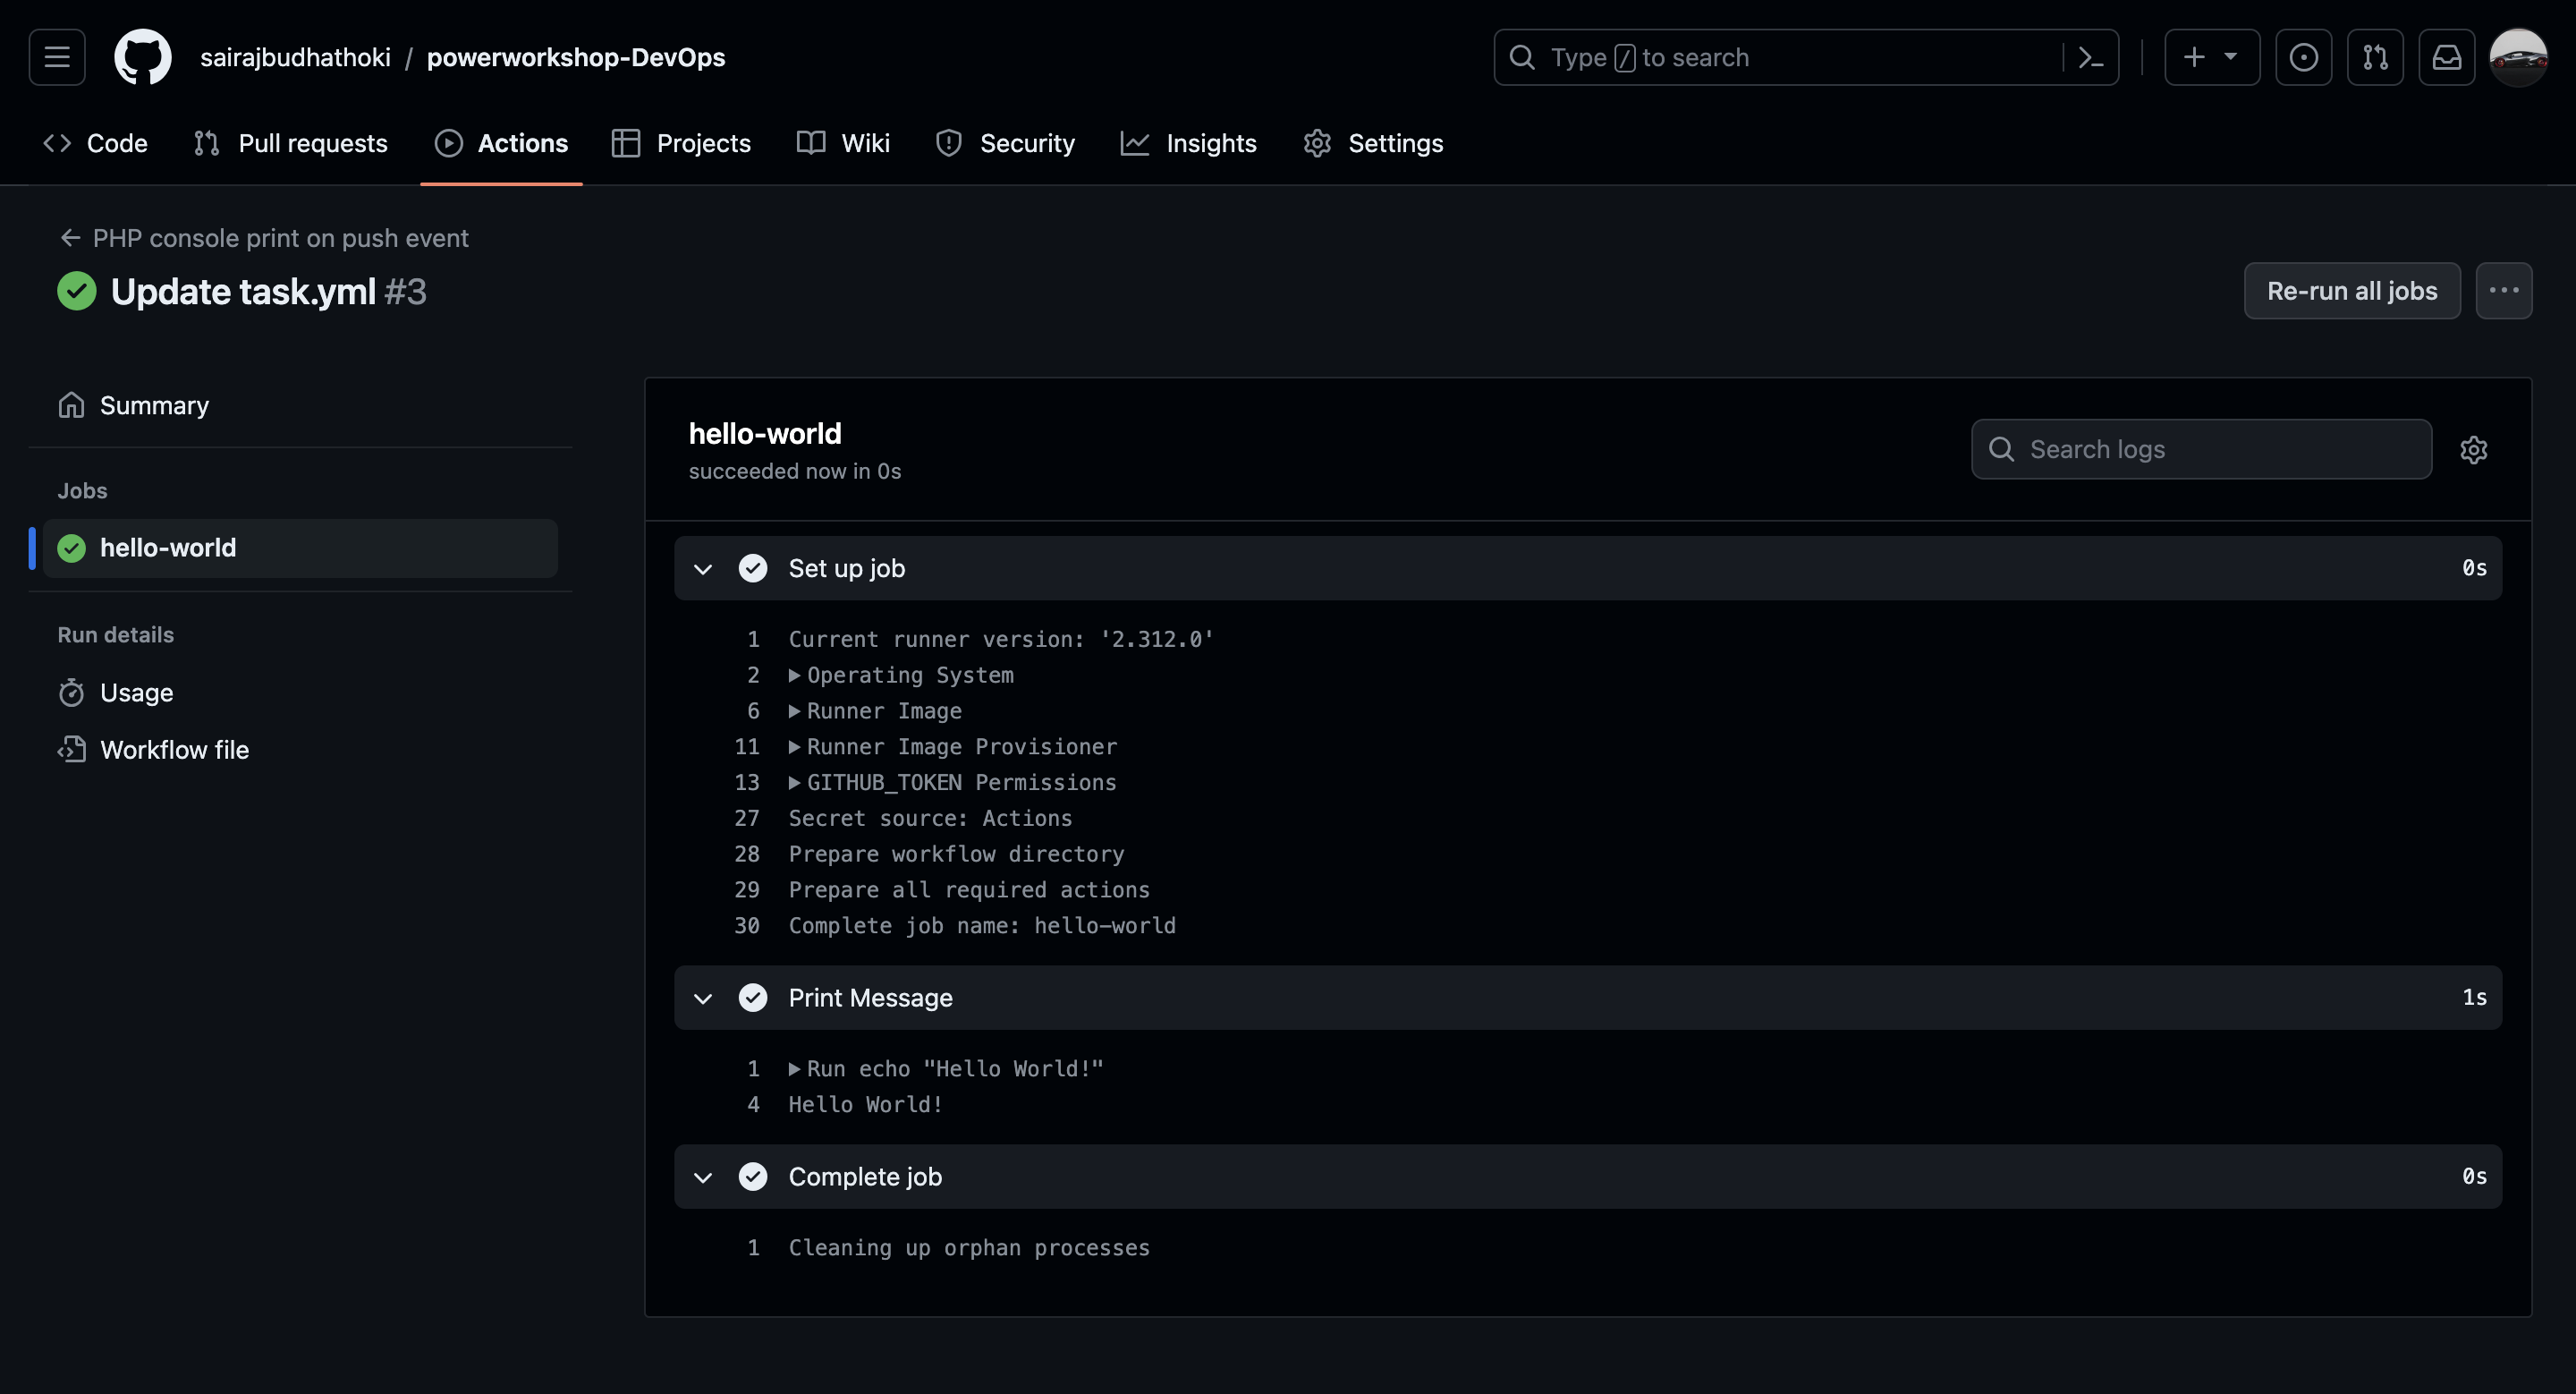 sairajbudhathoki / powerworkshop-DevOps
Type / to search
Code Pull requests Actions Projects Wiki Security Insights Settings
PHP console print on push event
Update task.yml #3
Re-run all jobs
Summary
Jobs
hello-world
Run details
Usage
Workflow file
hello-world
succeeded now in 0s
Search logs
Set up job 0s
1 Current runner version: '2.312.0'
2 Operating System
6 Runner Image
11 Runner Image Provisioner
13 GITHUB_TOKEN Permissions
27 Secret source: Actions
28 Prepare workflow directory
29 Prepare all required actions
30 Complete job name: hello-world
Print Message 1s
1 Run echo "Hello World!"
4 Hello World!
Complete job 0s
1 Cleaning up orphan processes